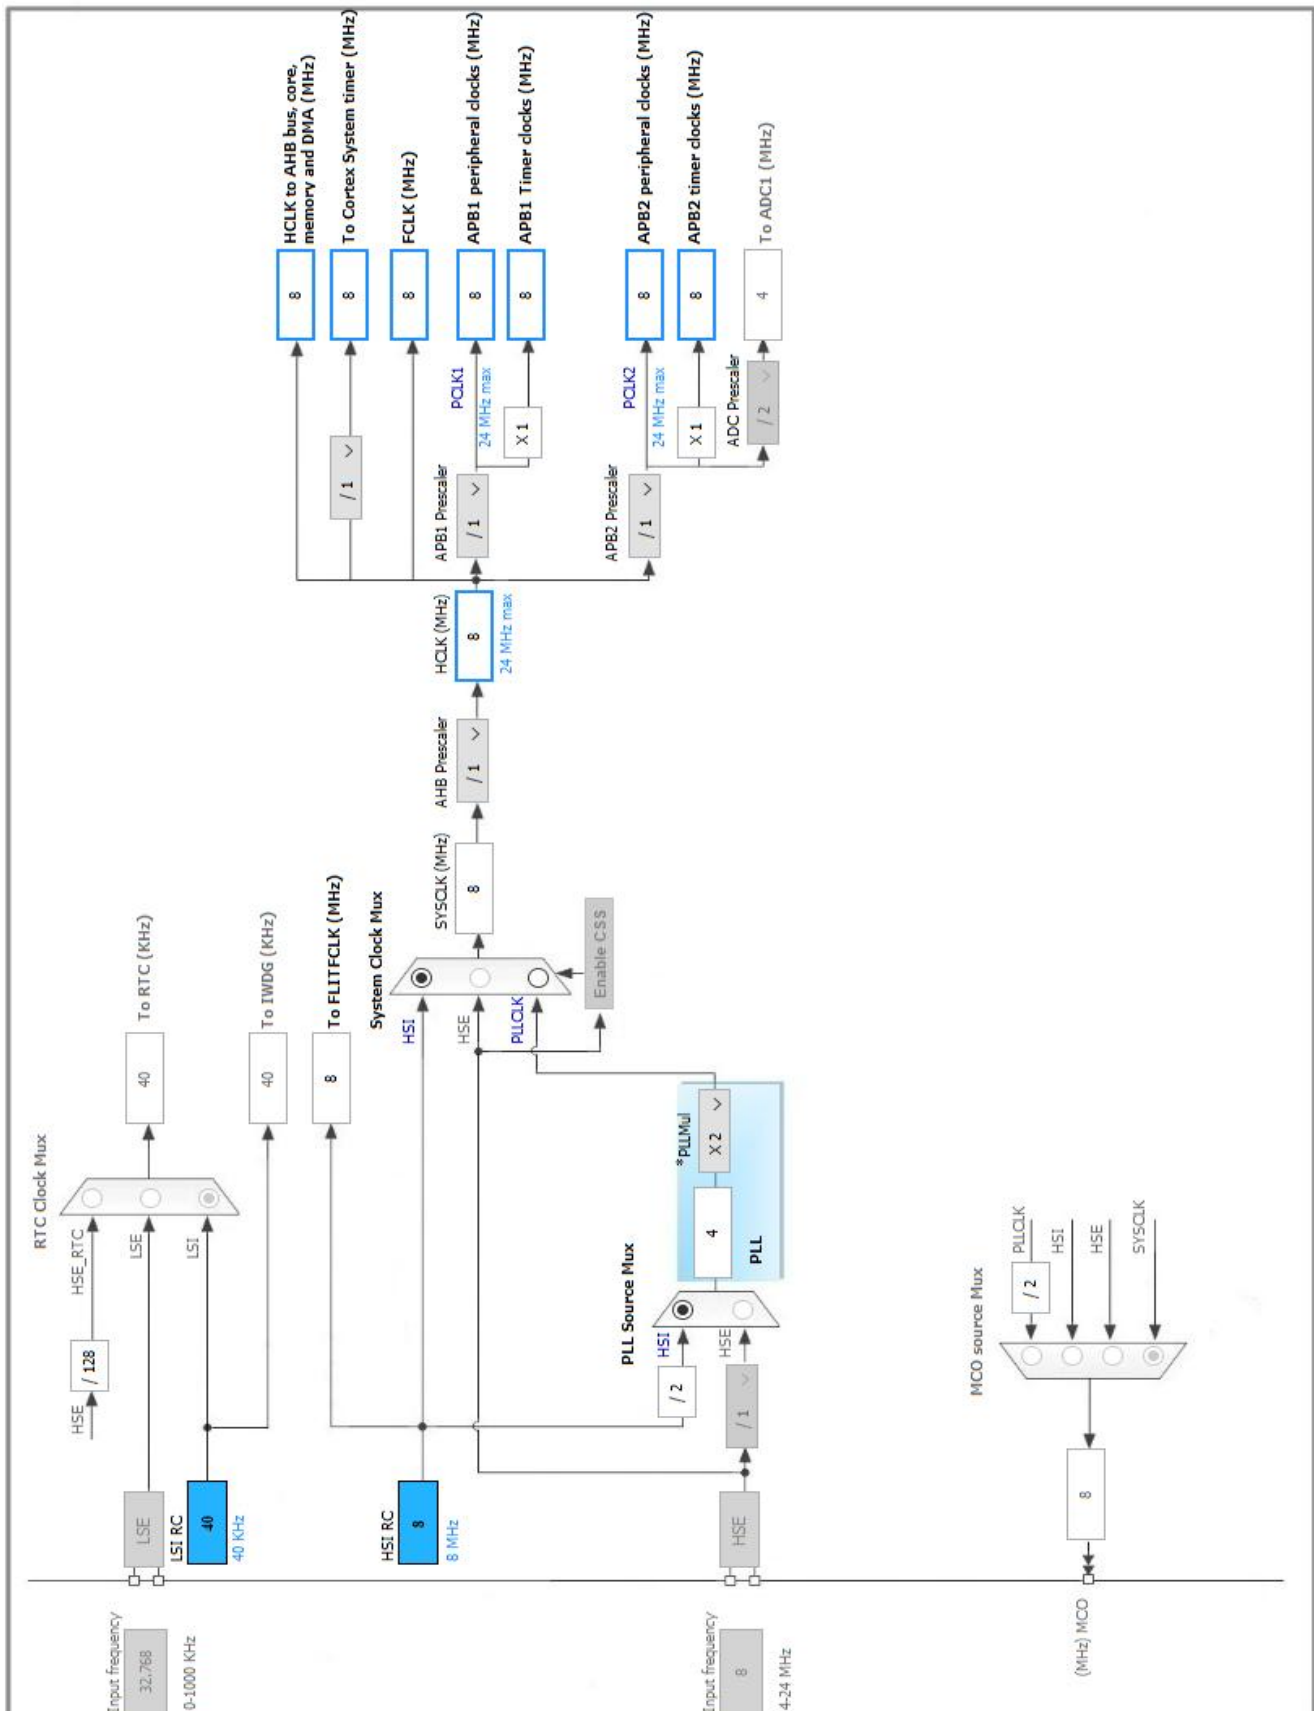 RTC Clock Mux
HSE
/ 128
HSE_RTC
Input frequency
32.768
0-1000 KHz
LSE
LSE
40
To RTC (KHz)
LSI RC
40
40 KHz
LSI
40
To IWDG (KHz)
8
To FLITFCLK (MHz)
HSI RC
8
8 MHz
System Clock Mux
HSI
HSE
PLLCLK
Enable CSS
SYSCLK (MHz)
8
AHB Prescaler
/ 1
HCLK (MHz)
8
24 MHz max
8
HCLK to AHB bus, core,
memory and DMA (MHz)
/ 1
8
To Cortex System timer (MHz)
8
FCLK (MHz)
APB1 Prescaler
/ 1
PCLK1
24 MHz max
8
APB1 peripheral clocks (MHz)
X 1
8
APB1 Timer clocks (MHz)
APB2 Prescaler
/ 1
PCLK2
24 MHz max
8
APB2 peripheral clocks (MHz)
X 1
8
APB2 timer clocks (MHz)
ADC Prescaler
/ 2
4
To ADC1 (MHz)
PLL Source Mux
/ 2
HSI
Input frequency
8
4-24 MHz
HSE
/ 1
HSE
4
*PLLMul
X 2
PLL
MCO source Mux
(MHz) MCO
8
/ 2
PLLCLK
HSI
HSE
SYSCLK